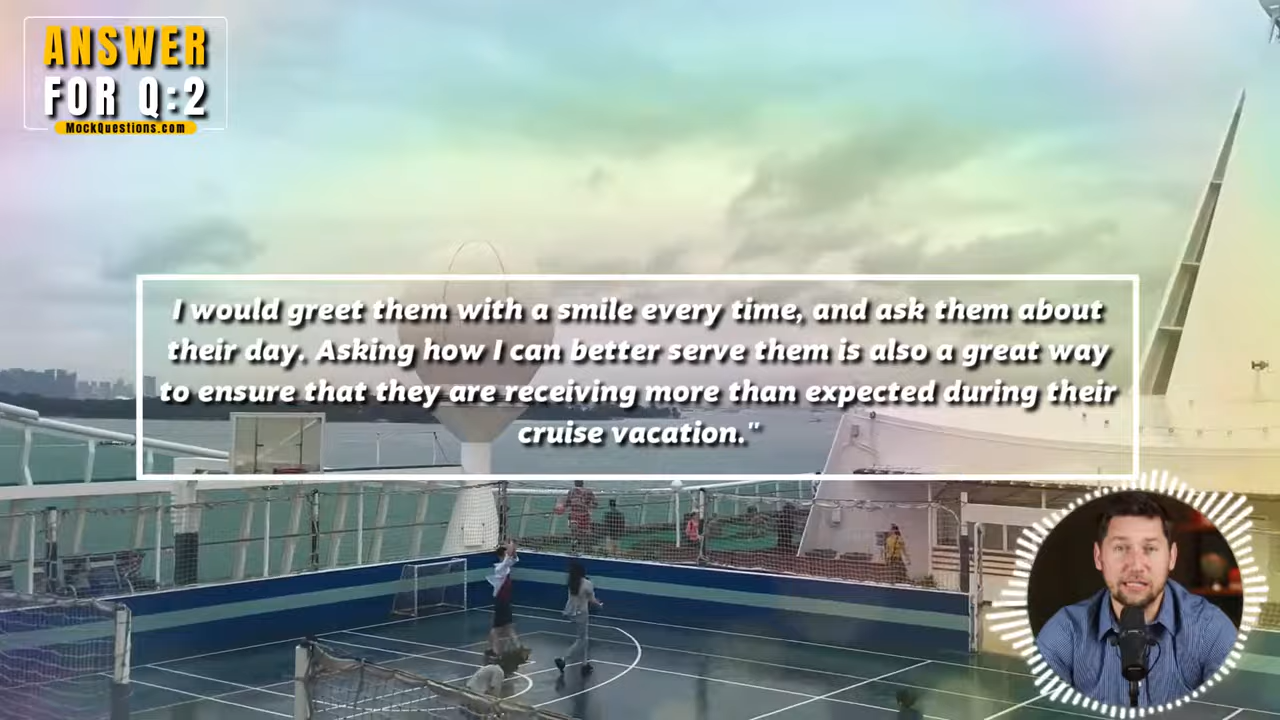 ANSWER
FOR Q:2
MockQuestions.com
I would greet them with a smile every time, and ask them about
their day. Asking how I can better serve them is also a great way
to ensure that they are receiving more than expected during their
cruise vacation."